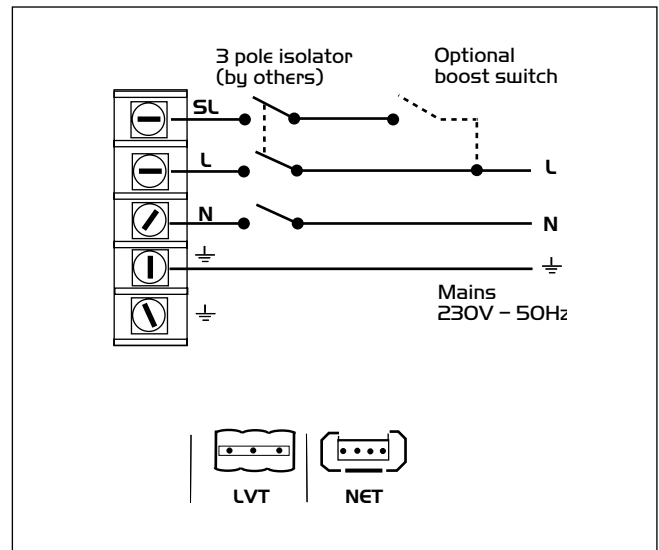 3 pole isolator
(by others)
Optional
boost switch
SL
L
L
N
N
Mains
230V – 50Hz
LVT
NET